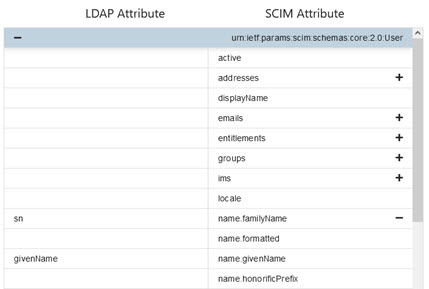 LDAP Attribute SCIM Attribute
− urn:ietf:params:scim:schemas:core:2.0:User
active
addresses +
displayName
emails +
entitlements +
groups +
ims +
locale
sn name.familyName −
name.formatted
givenName name.givenName
name.honorificPrefix